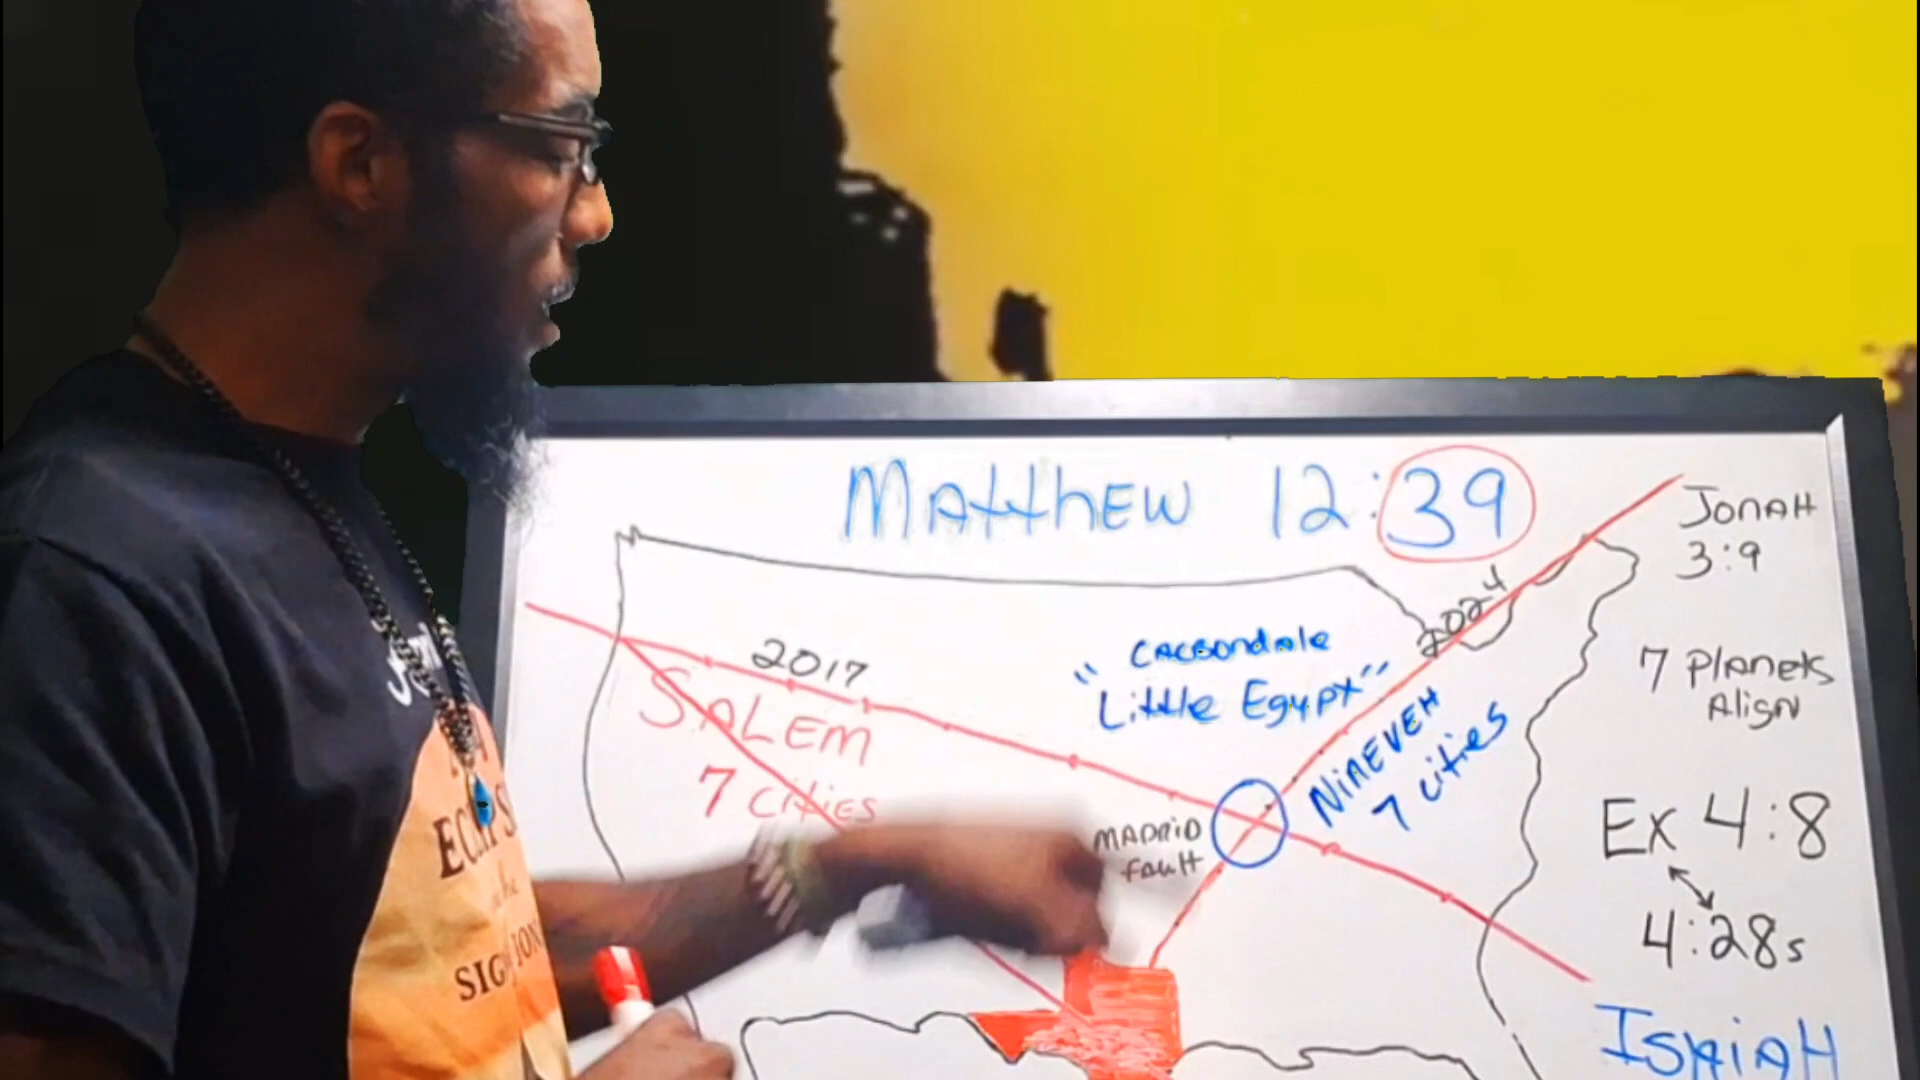 Matthew 12:39
JONAH
3:9
2024
2017
CARBONDALE
"Little Egypt"
7 Planets
Align
SALEM
7 Cities
NINEVEH
7 Cities
MADRID
Fault
Ex 4:8
4:28s
ISAIAH